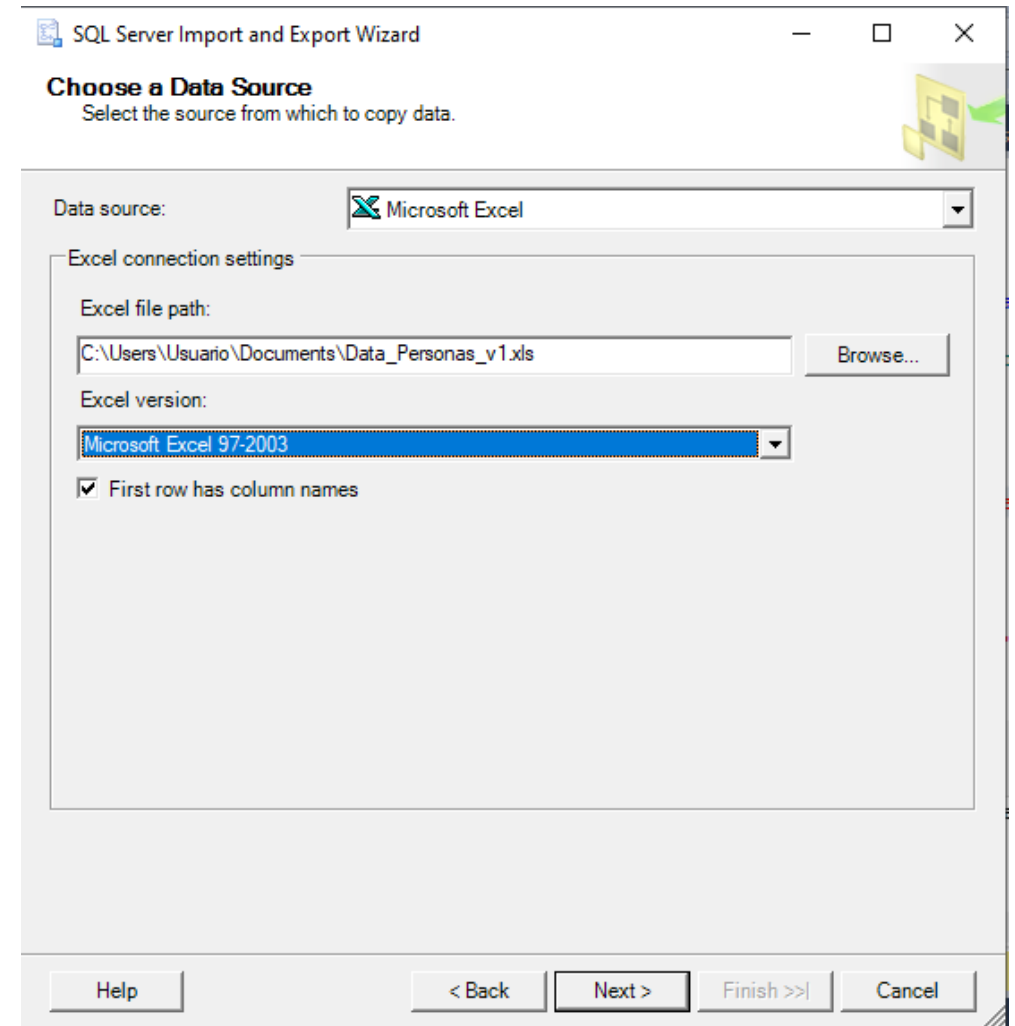 SQL Server Import and Export Wizard
Choose a Data Source
Select the source from which to copy data.
Data source:
Microsoft Excel
Excel connection settings
Excel file path:
C:\Users\Usuario\Documents\Data_Personas_v1.xls
Browse...
Excel version:
Microsoft Excel 97-2003
First row has column names
Help
< Back
Next >
Finish >>|
Cancel